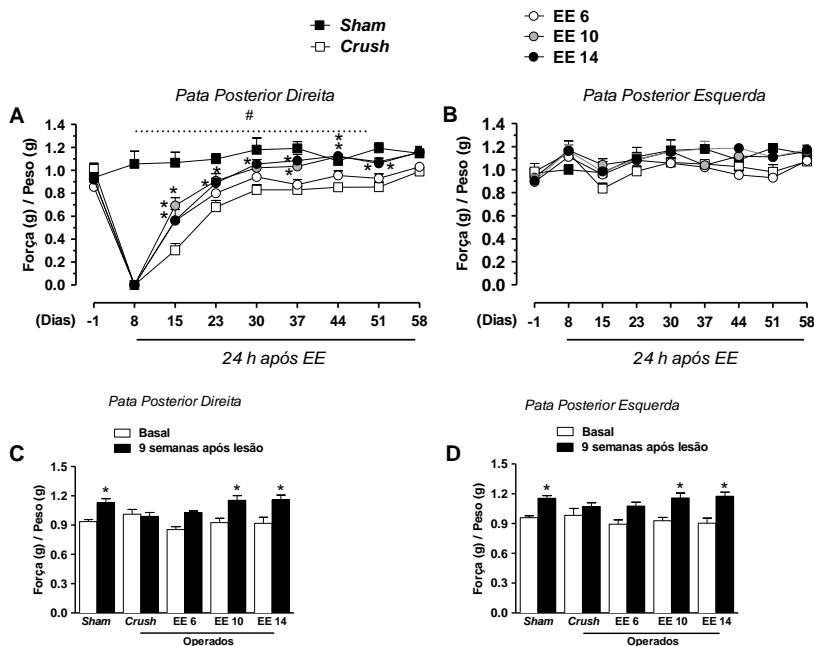 Sham
Crush
EE 6
EE 10
EE 14
A
Pata Posterior Direita
#
Força (g) / Peso (g)
1.4
1.2
1.0
0.8
0.6
0.4
0.2
0.0
* * * * * * * * * * * * *
(Dias) -1 8 15 23 30 37 44 51 58
24 h após EE
B
Pata Posterior Esquerda
Força (g) / Peso (g)
1.4
1.2
1.0
0.8
0.6
0.4
0.2
0.0
(Dias) -1 8 15 23 30 37 44 51 58
24 h após EE
C
Pata Posterior Direita
Basal
9 semanas após lesão
Força (g) / Peso (g)
1.5
1.2
0.9
0.6
0.3
0.0
* * *
Sham Crush EE 6 EE 10 EE 14
Operados
D
Pata Posterior Esquerda
Basal
9 semanas após lesão
Força (g) / Peso (g)
1.5
1.2
0.9
0.6
0.3
0.0
* * *
Sham Crush EE 6 EE 10 EE 14
Operados